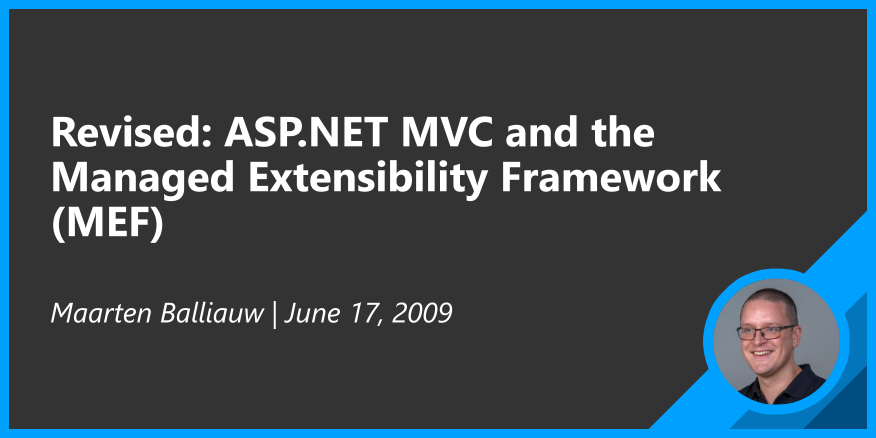 Revised: ASP.NET MVC and the
Managed Extensibility Framework
(MEF)
Maarten Balliauw | June 17, 2009